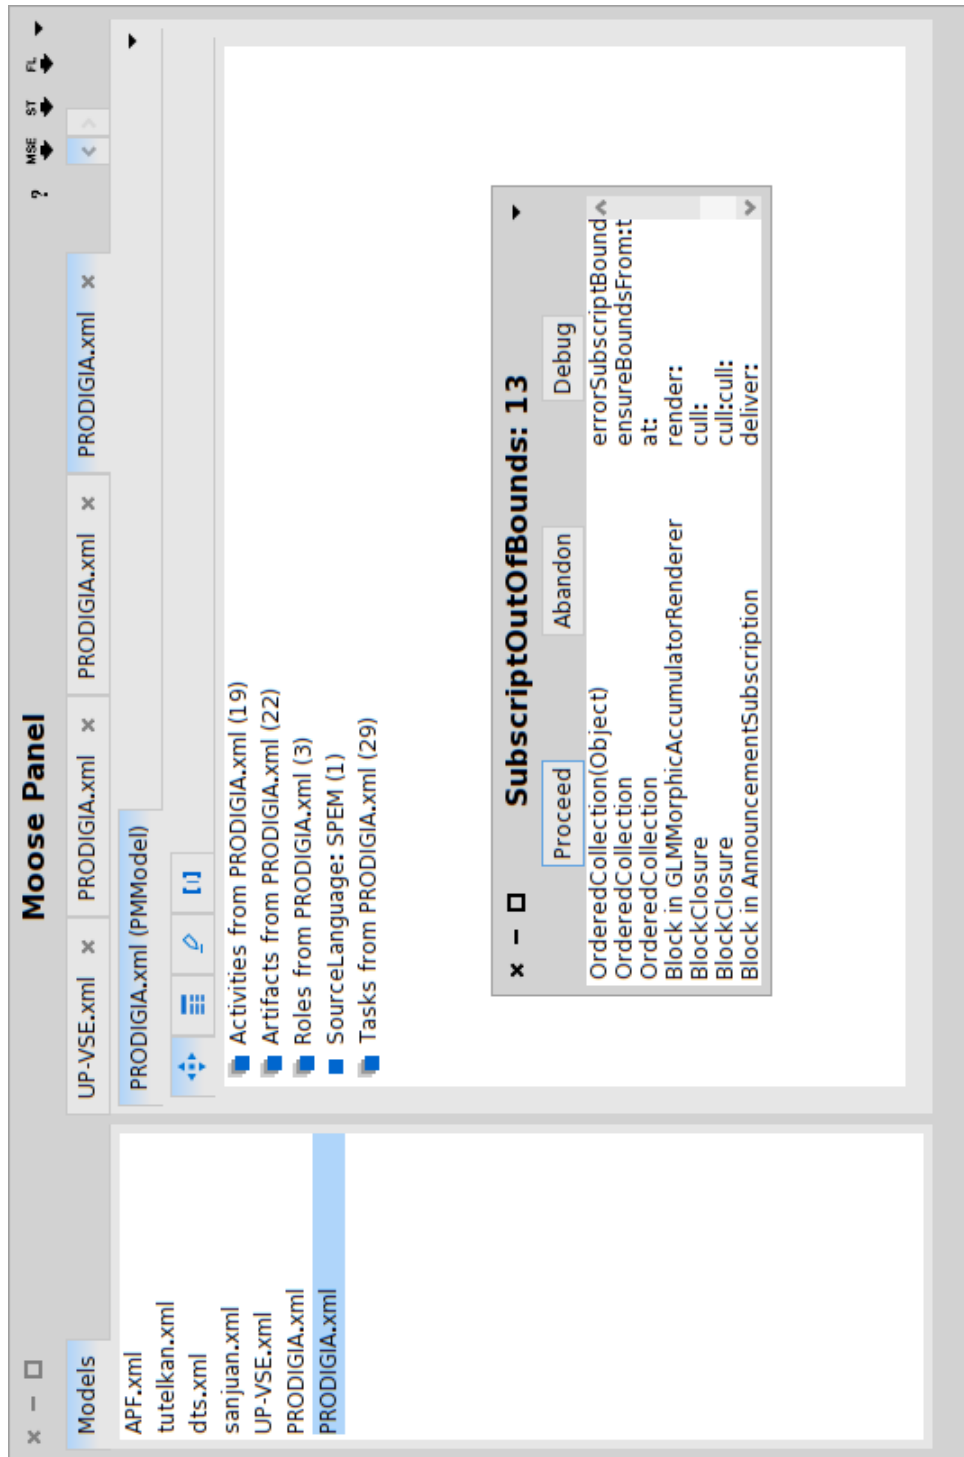 Moose Panel
? MSE ST FL
Models
UP-VSE.xml PRODIGIA.xml PRODIGIA.xml PRODIGIA.xml
APF.xml
tutelkan.xml
dts.xml
sanjuan.xml
UP-VSE.xml
PRODIGIA.xml
PRODIGIA.xml
PRODIGIA.xml (PMModel)
Activities from PRODIGIA.xml (19)
Artifacts from PRODIGIA.xml (22)
Roles from PRODIGIA.xml (3)
SourceLanguage: SPEM (1)
Tasks from PRODIGIA.xml (29)
SubscriptOutOfBounds: 13
Proceed Abandon Debug
OrderedCollection(Object) errorSubscriptBound
OrderedCollection ensureBoundsFrom:t
OrderedCollection at:
Block in GLMMorphicAccumulatorRenderer render:
BlockClosure cull:
BlockClosure cull:cull:
Block in AnnouncementSubscription deliver: